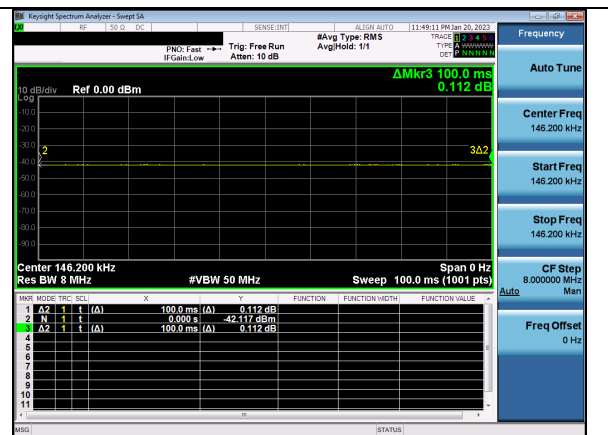 Keysight Spectrum Analyzer - Swept SA
RF 50 Ω DC SENSE:INT ALIGN AUTO 11:49:11 PM Jan 20, 2023
#Avg Type: RMS TRACE 1 2 3 4 5 6
PNO: Fast Trig: Free Run Avg|Hold: 1/1 TYPE A WWWWW
IFGain:Low Atten: 10 dB DET P NNNNN
Frequency
ΔMkr3 100.0 ms
0.112 dB
10 dB/div Ref 0.00 dBm
Log
-10.0
-20.0
-30.0
2 3Δ2
-40.0
-50.0
-60.0
-70.0
-80.0
-90.0
Center 146.200 kHz Span 0 Hz
Res BW 8 MHz #VBW 50 MHz Sweep 100.0 ms (1001 pts)
MKR MODE TRC SCL X Y FUNCTION FUNCTION WIDTH FUNCTION VALUE
1 Δ2 1 t (Δ) 100.0 ms (Δ) 0.112 dB
2 N 1 t 0.000 s -42.117 dBm
3 Δ2 1 t (Δ) 100.0 ms (Δ) 0.112 dB
4
5
6
7
8
9
10
11
MSG STATUS
Auto Tune
Center Freq
146.200 kHz
Start Freq
146.200 kHz
Stop Freq
146.200 kHz
CF Step
8.000000 MHz
Auto Man
Freq Offset
0 Hz